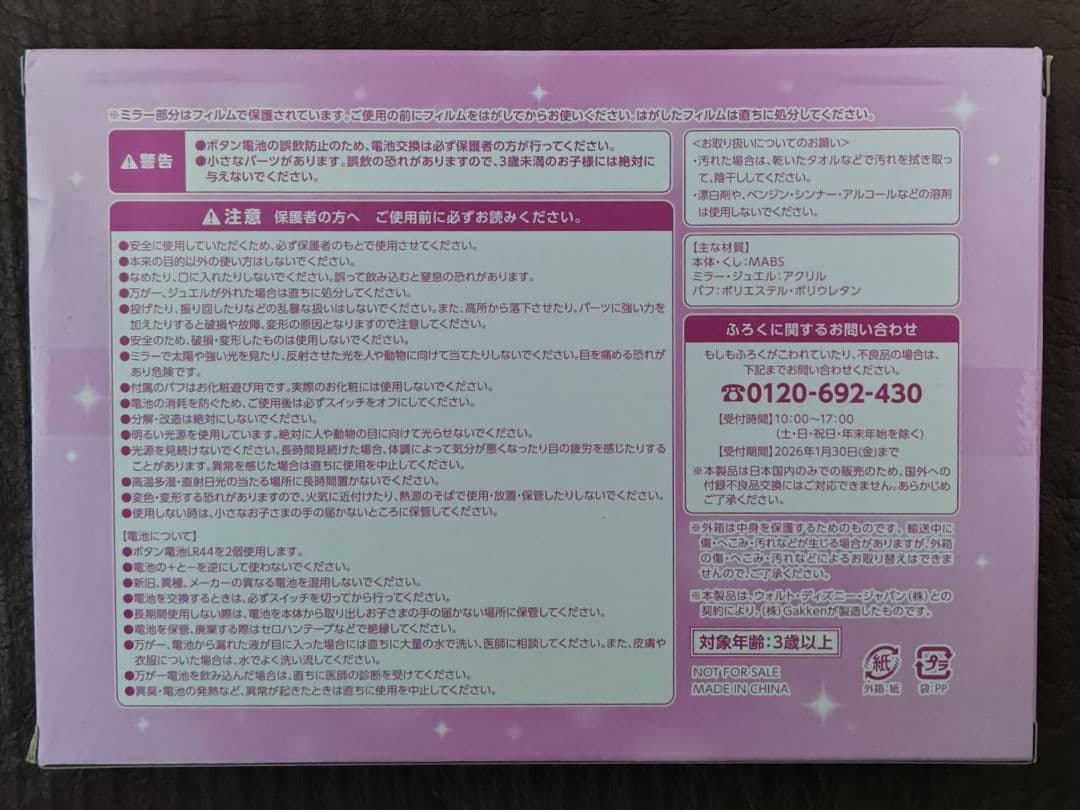 ※ミラー部分はフィルムで保護されています。ご使用の前にフィルムをはがしてからお使いください。はがしたフィルムは直ちに処分してください。
⚠警告
●ボタン電池の誤飲防止のため、電池交換は必ず保護者の方が行ってください。
●小さなパーツがあります。誤飲の恐れがありますので、3歳未満のお子様には絶対に
与えないでください。
⚠注意 保護者の方へ ご使用前に必ずお読みください。
●安全に使用していただくため、必ず保護者のもとで使用させてください。
●本来の目的以外の使い方はしないでください。
●なめたり、口に入れたりしないでください。誤って飲み込むと窒息の恐れがあります。
●万が一、ジュエルが外れた場合は直ちに処分してください。
●投げたり、振り回したりなどの乱暴な扱いはしないでください。また、高所から落下させたり、パーツに強い力を
加えたりすると破損や故障、変形の原因となりますので注意してください。
●安全のため、破損・変形したものは使用しないでください。
●ミラーで太陽や強い光を見たり、反射させた光を人や動物に向けて当てたりしないでください。目を痛める恐れが
あり危険です。
●付属のパフはお化粧遊び用です。実際のお化粧には使用しないでください。
●電池の消耗を防ぐため、ご使用後は必ずスイッチをオフにしてください。
●分解・改造は絶対にしないでください。
●明るい光源を使用しています。絶対に人や動物の目に向けて光らせないでください。
●光源を見続けないでください。長時間見続けた場合、体調によって気分が悪くなったり目の疲労を感じたりする
ことがあります。異常を感じた場合は直ちに使用を中止してください。
●高温多湿・直射日光の当たる場所に長時間置かないでください。
●変色・変形する恐れがありますので、火気に近付けたり、熱源のそばで使用・放置・保管したりしないでください。
●使用しない時は、小さなお子さまの手の届かないところに保管してください。
【電池について】
●ボタン電池LR44を2個使用します。
●電池の+と-を逆にして使わないでください。
●新旧、異種、メーカーの異なる電池を混用しないでください。
●電池を交換するときは、必ずスイッチを切ってから行ってください。
●長期間使用しない際は、電池を本体から取り出しお子さまの手の届かない場所に保管してください。
●電池を保管、廃棄する際はセロハンテープなどで絶縁してください。
●万が一、電池から漏れた液が目に入った場合には直ちに大量の水で洗い、医師に相談してください。また、皮膚や
衣服についた場合は、水でよく洗い流してください。
●万が一電池を飲み込んだ場合は、直ちに医師の診断を受けてください。
●異臭・電池の発熱など、異常が起きたときは直ちに使用を中止してください。
<お取り扱いについてのお願い>
・汚れた場合は、乾いたタオルなどで汚れを拭き取っ
て、陰干ししてください。
・漂白剤や、ベンジン・シンナー・アルコールなどの溶剤
は使用しないでください。
【主な材質】
本体・くし:MABS
ミラー・ジュエル:アクリル
パフ:ポリエステル・ポリウレタン
ふろくに関するお問い合わせ
もしもふろくがこわれていたり、不良品の場合は、
下記までお問い合わせください。
☎0120-692-430
【受付時間】10:00〜17:00
(土・日・祝日・年末年始を除く)
【受付期間】2026年1月30日(金)まで
※本製品は日本国内のみでの販売のため、国外への
付録不良品交換にはご対応できません。あらかじめ
ご了承ください。
※外箱は中身を保護するためのものです。輸送中に
傷・へこみ・汚れなどが生じる場合がありますが、外箱
の傷・へこみ・汚れなどによるお取り替えはできま
せんので、ご了承ください。
※本製品は、ウォルト・ディズニー・ジャパン(株)との
契約により、(株)Gakkenが製造したものです。
対象年齢:3歳以上
NOT FOR SALE
MADE IN CHINA
紙
外箱:紙
プラ
袋:PP